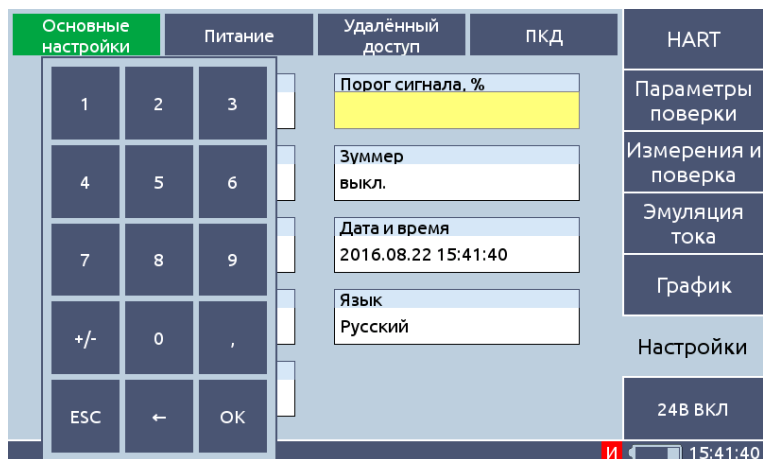 Основные
настройки
Питание
Удалённый
доступ
ПКД
HART
Параметры
поверки
Измерения и
поверка
Эмуляция
тока
График
Настройки
24В ВКЛ
1 2 3
4 5 6
7 8 9
+/- 0 ,
ESC ← OK
Порог сигнала, %
Зуммер
выкл.
Дата и время
2016.08.22 15:41:40
Язык
Русский
И 15:41:40